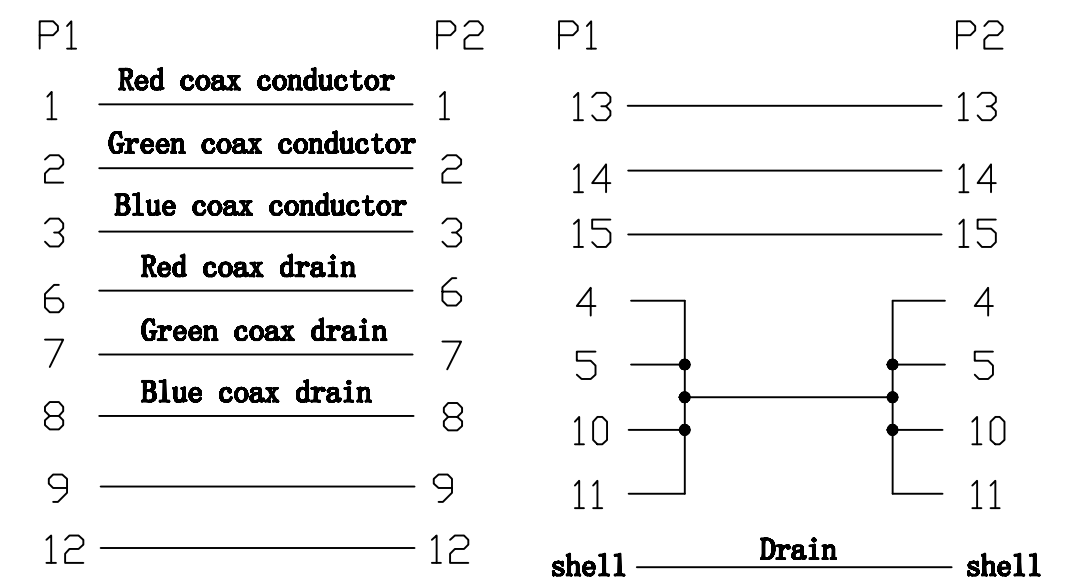 P1 P2
Red coax conductor
1 1
Green coax conductor
2 2
Blue coax conductor
3 3
Red coax drain
6 6
Green coax drain
7 7
Blue coax drain
8 8
9 9
12 12
P1 P2
13 13
14 14
15 15
4 4
5 5
10 10
11 11
Drain
shell shell